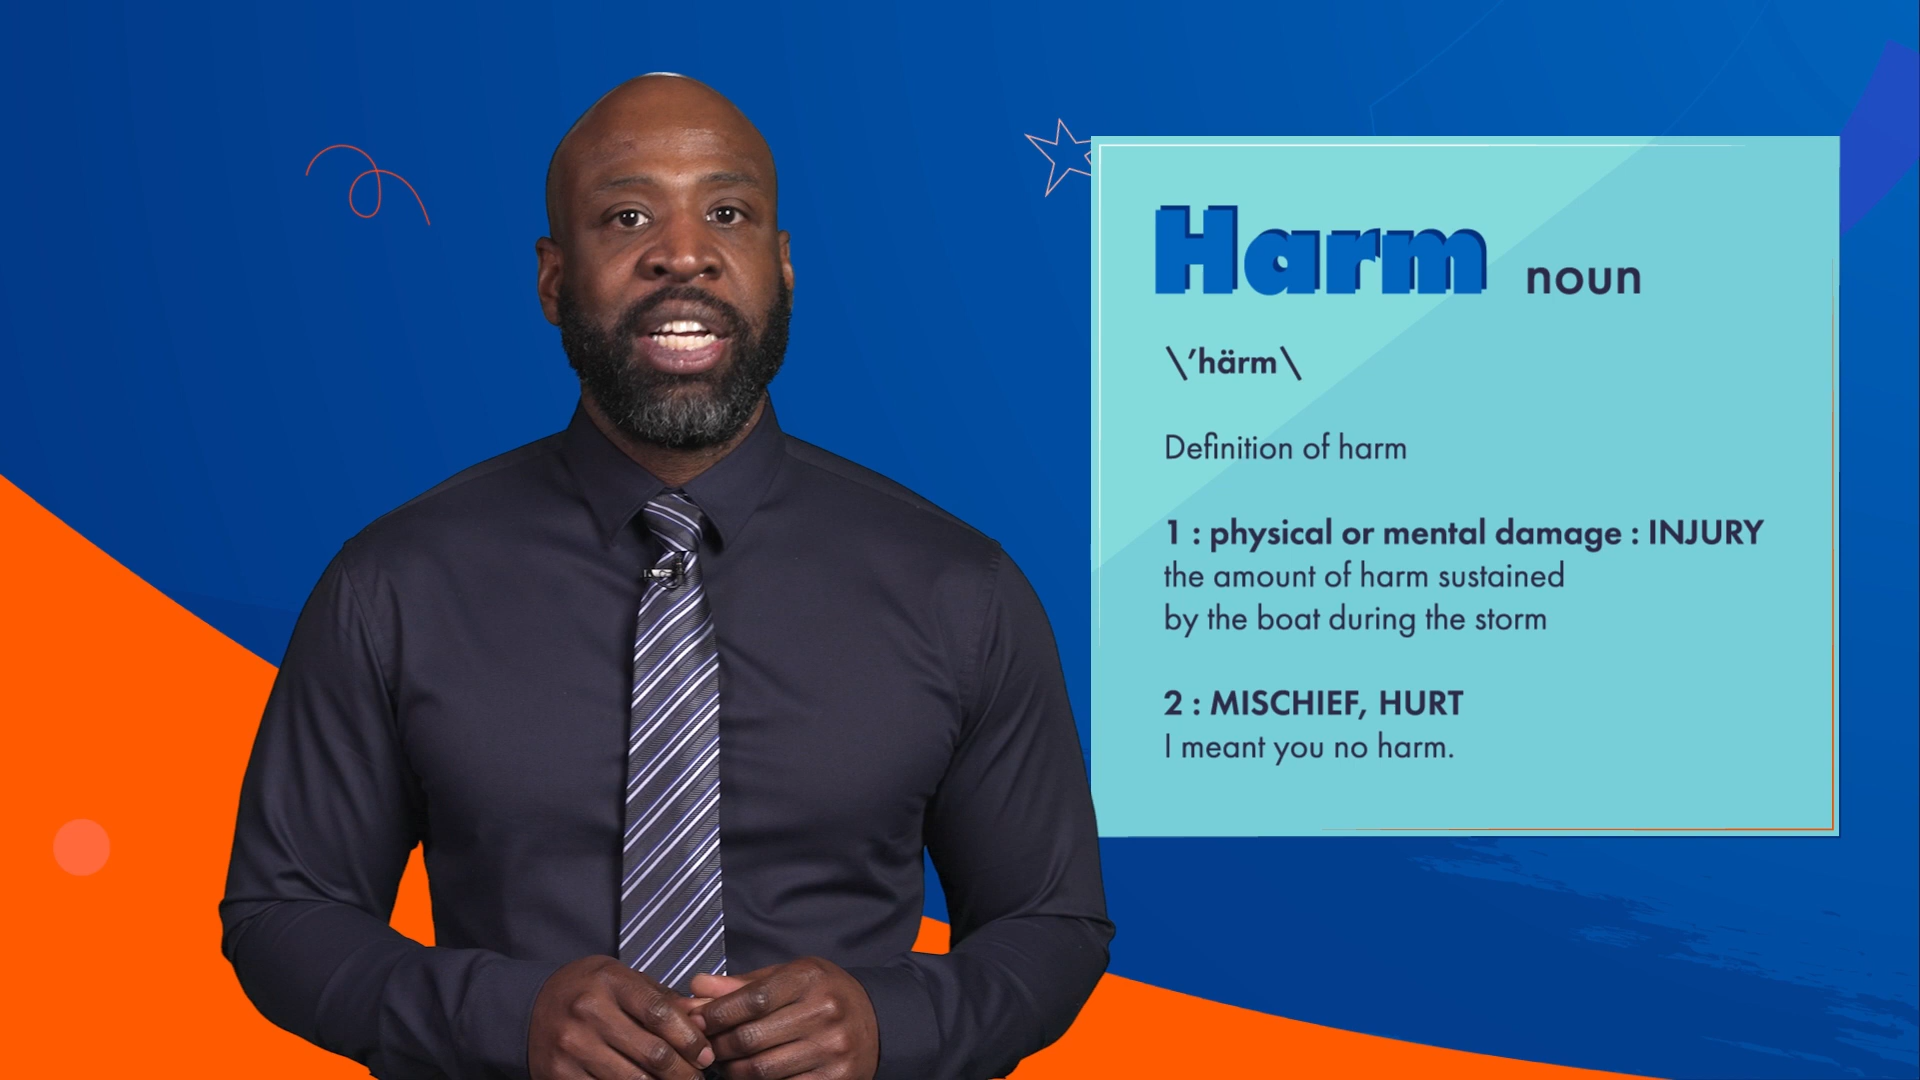 Harm noun
\ʼhärm\
Definition of harm
1 : physical or mental damage : INJURY
the amount of harm sustained
by the boat during the storm
2 : MISCHIEF, HURT
I meant you no harm.